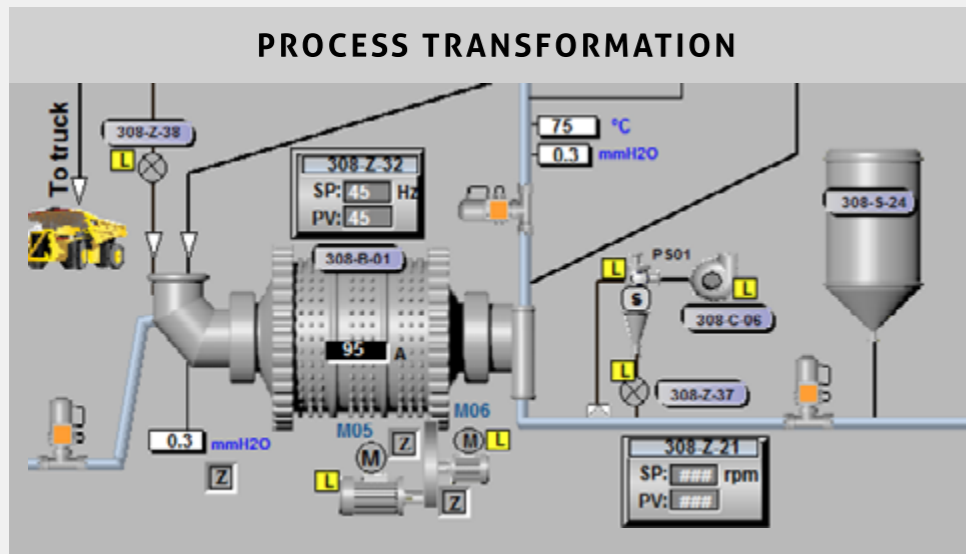 PROCESS TRANSFORMATION
To truck
308-Z-38
L
308-Z-32
SP: 45 Hz
PV: 45
75 ºC
0.3 mmH2O
308-S-24
308-B-01
PS01
L
S
L
308-C-06
95 A
L
308-Z-37
M05
M06
0.3 mmH2O
Z
M
Z
M
L
L
Z
308-Z-21
SP: ### rpm
PV: ###